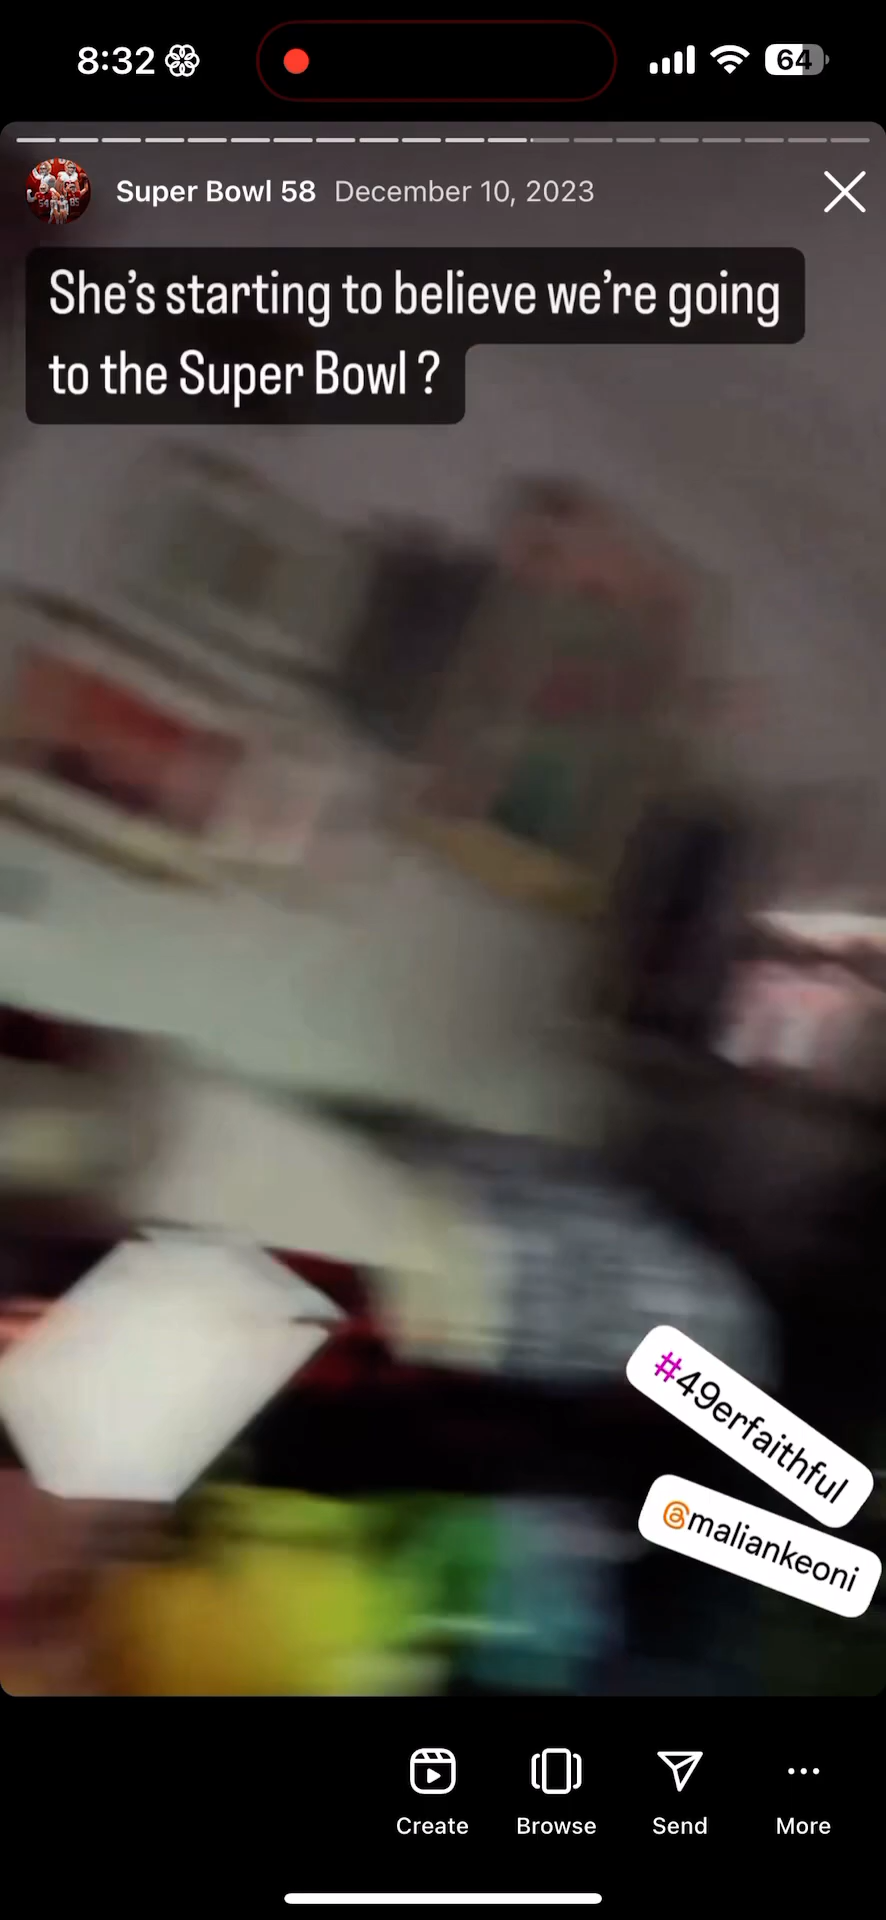 8:32
64
Super Bowl 58 December 10, 2023
She's starting to believe we're going
to the Super Bowl ?
#49erfaithful
@maliankeoni
Create Browse Send More